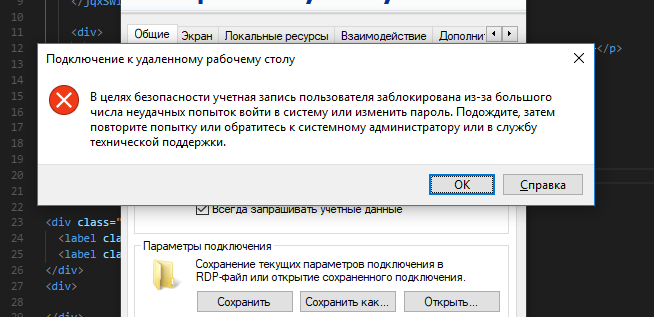 9
10
11
12
13
14
15
16
17
18
19
20
21
22
23
24
25
26
27
28
29
</jqxSwi
<div>
</p>
Общие Экран Локальные ресурсы Взаимодействие Дополнит
Подключение к удаленному рабочему столу
В целях безопасности учетная запись пользователя заблокирована из-за большого
числа неудачных попыток войти в систему или изменить пароль. Подождите, затем
повторите попытку или обратитесь к системному администратору или в службу
технической поддержки.
ОК Справка
Всегда запрашивать учетные данные
<div class="
<label cla
<label cla
</div>
<div>
</div>
Параметры подключения
Сохранение текущих параметров подключения в
RDP-файл или открытие сохраненного подключения.
Сохранить Сохранить как... Открыть...